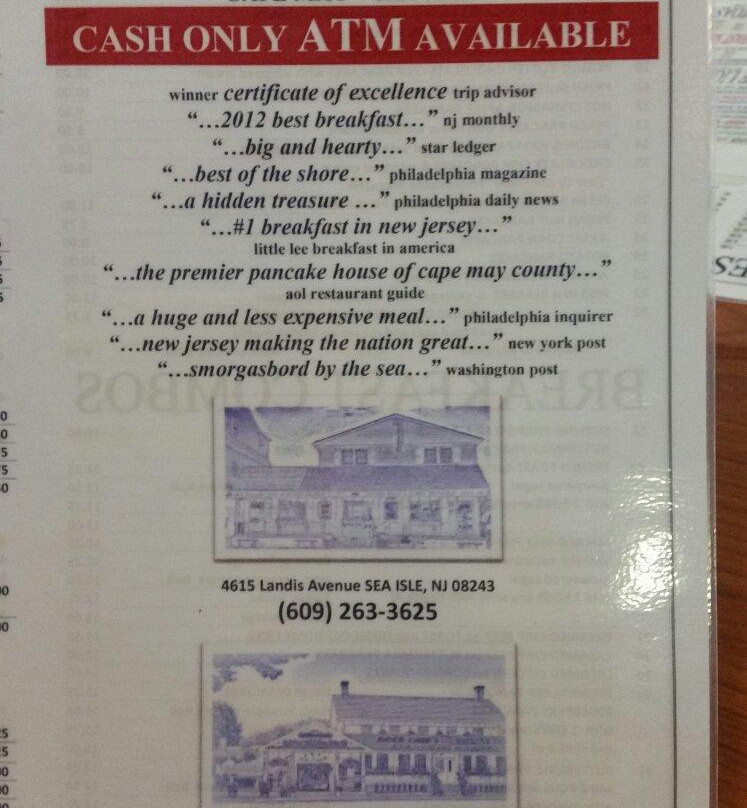 CASH ONLY ATM AVAILABLE
winner certificate of excellence trip advisor
“...2012 best breakfast...” nj monthly
“...big and hearty...” star ledger
“...best of the shore...” philadelphia magazine
“...a hidden treasure ...” philadelphia daily news
“...#1 breakfast in new jersey...”
little lee breakfast in america
“...the premier pancake house of cape may county...”
aol restaurant guide
“...a huge and less expensive meal...” philadelphia inquirer
“...new jersey making the nation great...” new york post
“...smorgasbord by the sea...” washington post
BREAKFAST COMBOS
4615 Landis Avenue SEA ISLE, NJ 08243
(609) 263-3625